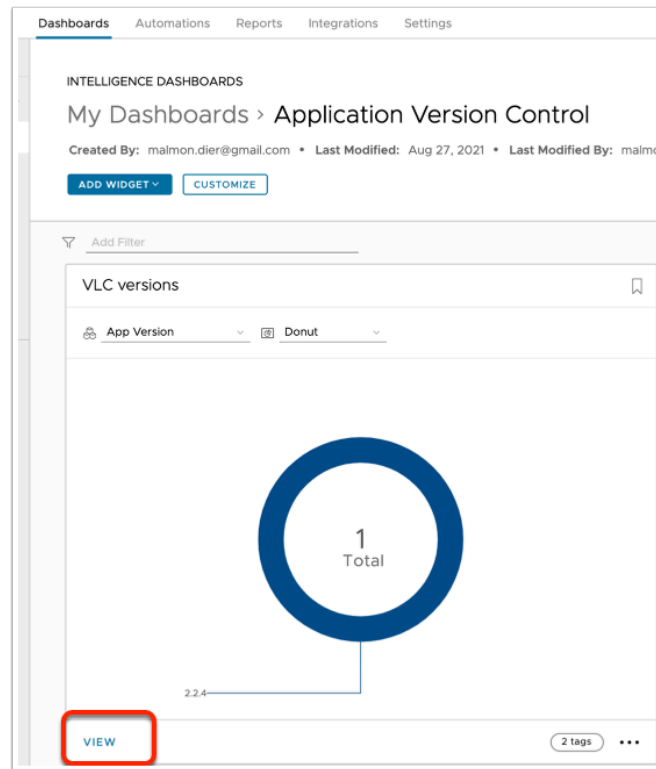 Dashboards Automations Reports Integrations Settings
INTELLIGENCE DASHBOARDS
My Dashboards > Application Version Control
Created By: malmon.dier@gmail.com • Last Modified: Aug 27, 2021 • Last Modified By: malmo
ADD WIDGET CUSTOMIZE
Add Filter
VLC versions
App Version Donut
1
Total
2.2.4
VIEW 2 tags